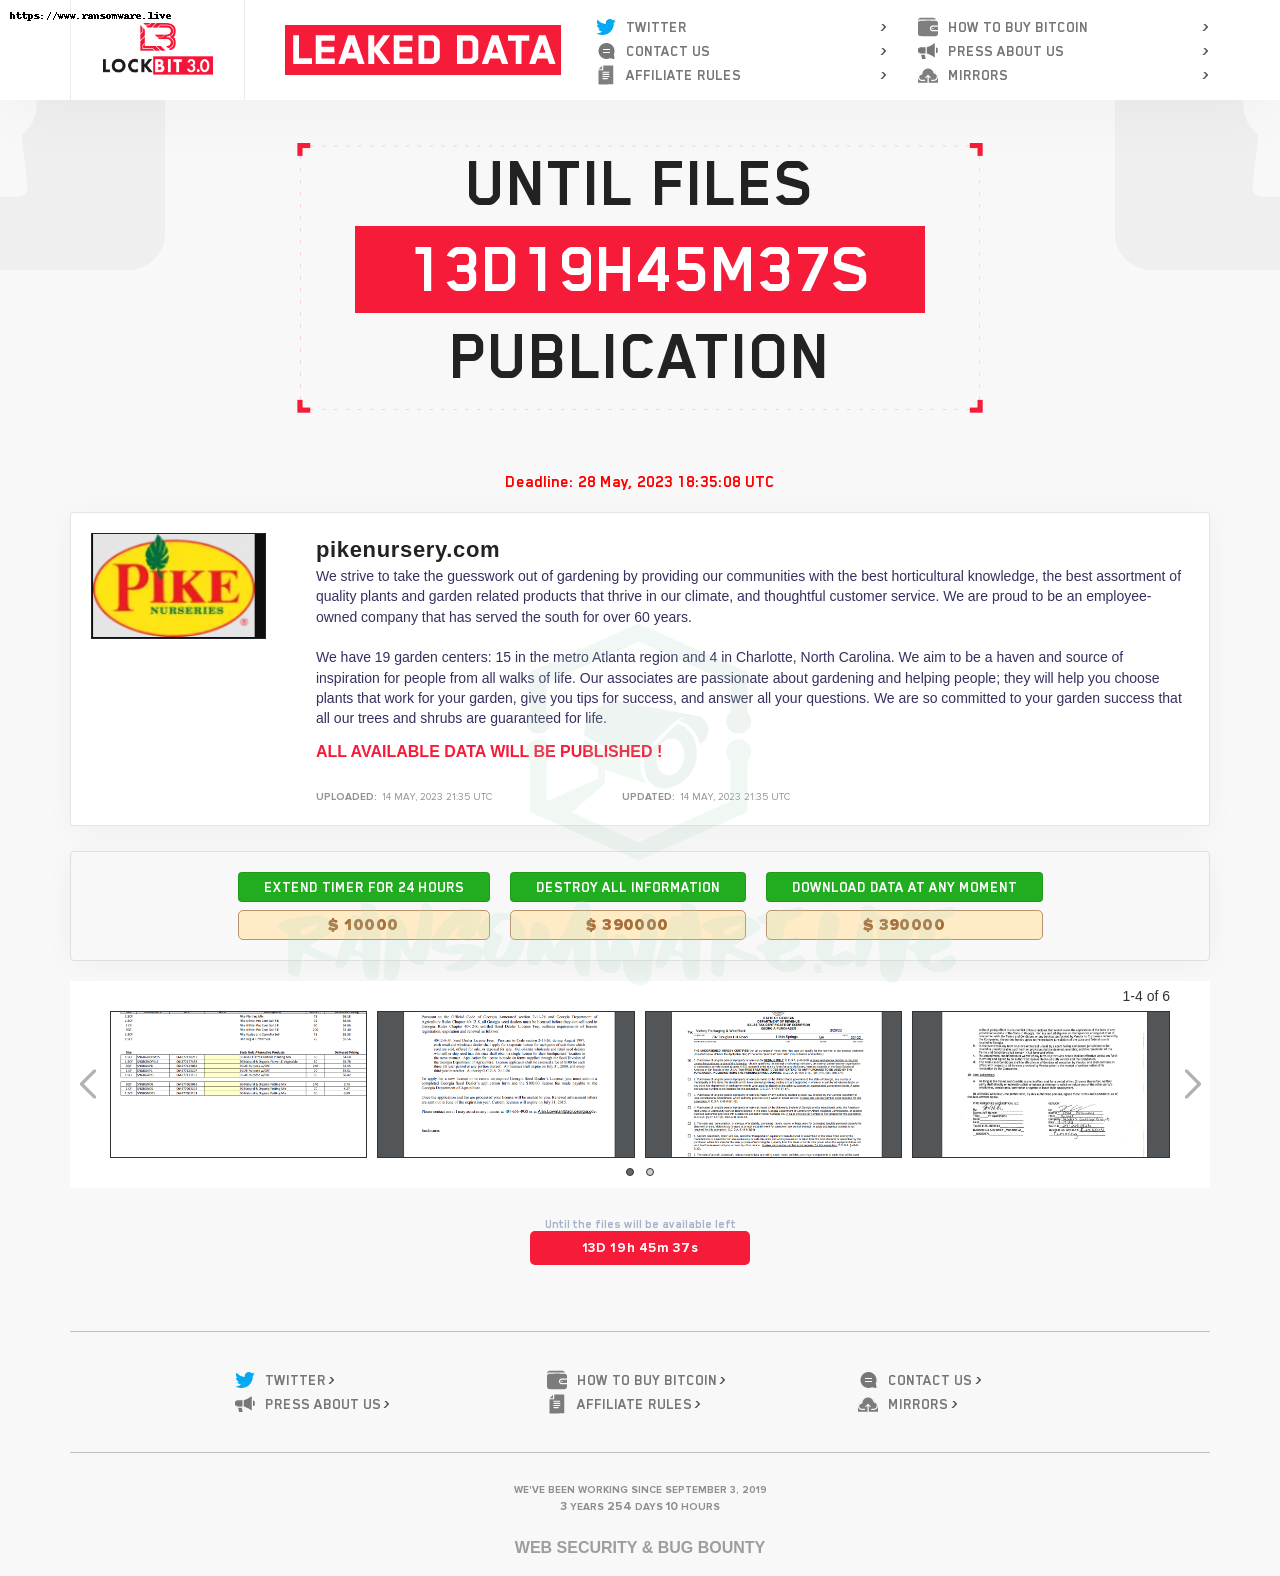 https://www.ransomware.live
LOCKBIT 3.0
LEAKED DATA
TWITTER
CONTACT US
AFFILIATE RULES
HOW TO BUY BITCOIN
PRESS ABOUT US
MIRRORS
UNTIL FILES
13D19H45M37S
PUBLICATION
Deadline: 28 May, 2023 18:35:08 UTC
PIKE
NURSERIES
pikenursery.com
We strive to take the guesswork out of gardening by providing our communities with the best horticultural knowledge, the best assortment of
quality plants and garden related products that thrive in our climate, and thoughtful customer service. We are proud to be an employee-
owned company that has served the south for over 60 years.
We have 19 garden centers: 15 in the metro Atlanta region and 4 in Charlotte, North Carolina. We aim to be a haven and source of
inspiration for people from all walks of life. Our associates are passionate about gardening and helping people; they will help you choose
plants that work for your garden, give you tips for success, and answer all your questions. We are so committed to your garden success that
all our trees and shrubs are guaranteed for life.
ALL AVAILABLE DATA WILL BE PUBLISHED !
UPLOADED: 14 MAY, 2023 21:35 UTC
UPDATED: 14 MAY, 2023 21:35 UTC
EXTEND TIMER FOR 24 HOURS
DESTROY ALL INFORMATION
DOWNLOAD DATA AT ANY MOMENT
$ 10000
$ 390000
$ 390000
RANSOMWARE.LIVE
1-4 of 6
Until the files will be available left
13D 19h 45m 37s
TWITTER
HOW TO BUY BITCOIN
CONTACT US
PRESS ABOUT US
AFFILIATE RULES
MIRRORS
WE'VE BEEN WORKING SINCE SEPTEMBER 3, 2019
3 YEARS 254 DAYS 10 HOURS
WEB SECURITY & BUG BOUNTY